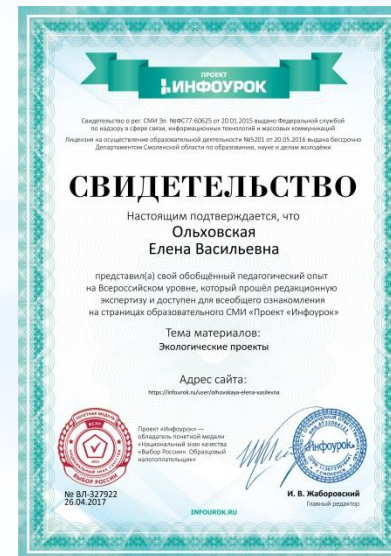 ПРОЕКТ
ИНФОУРОК
Свидетельство о рег. СМИ Эл. №ФС77-60625 от 20.01.2015 выдано Федеральной службой
по надзору в сфере связи, информационных технологий и массовых коммуникаций
Лицензия на осуществление образовательной деятельности №5201 от 20.05.2016 выдана бессрочно
Департаментом Смоленской области по образованию, науке и делам молодёжи
СВИДЕТЕЛЬСТВО
Настоящим подтверждается, что
Ольховская
Елена Васильевна
представил(а) свой обобщённый педагогический опыт
на Всероссийском уровне, который прошёл редакционную
экспертизу и доступен для всеобщего ознакомления
на страницах образовательного СМИ «Проект «Инфоурок»
Тема материалов:
Экологические проекты
Адрес сайта:
https://infourok.ru/user/olhovskaya-elena-vasilevna
Проект «Инфоурок» —
обладатель почетной медали
«Национальный знак качества
«Выбор России». Образцовый
налогоплательщик»
ПОЧЕТНАЯ МЕДАЛЬ
ВЫБОР РОССИИ
Инфоурок
№ ВЛ-327922
26.04.2017
И. В. Жаборовский
Главный редактор
INFOUROK.RU